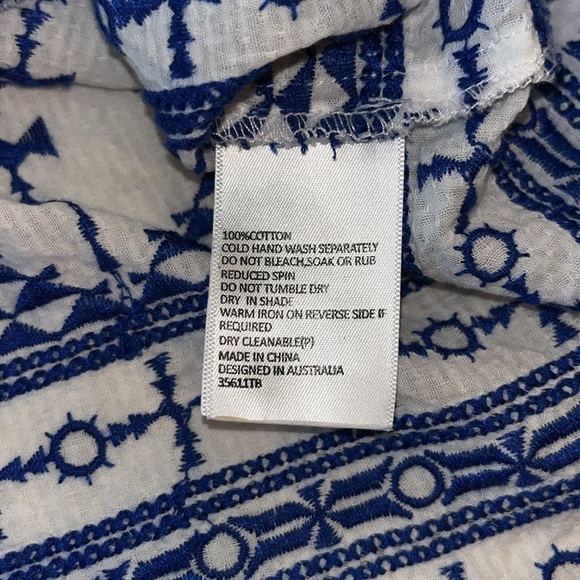 100%COTTON
COLD HAND WASH SEPARATELY
DO NOT BLEACH,SOAK OR RUB
REDUCED SPIN
DO NOT TUMBLE DRY
DRY IN SHADE
WARM IRON ON REVERSE SIDE IF
REQUIRED
DRY CLEANABLE(P)
MADE IN CHINA
DESIGNED IN AUSTRALIA
35611TB